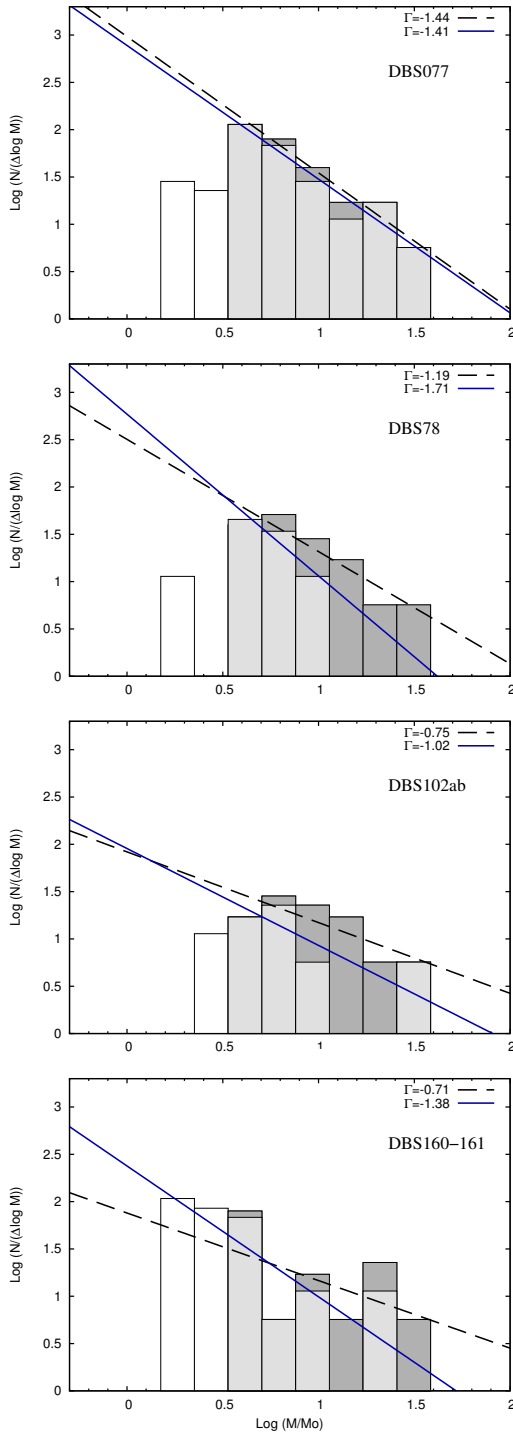 Γ=-1.44
Γ=-1.41
DBS077
Log (N/(Δlog M))
3
2.5
2
1.5
1
0.5
0
0 0.5 1 1.5 2
Γ=-1.19
Γ=-1.71
DBS78
Log (N/(Δlog M))
3
2.5
2
1.5
1
0.5
0
0 0.5 1 1.5 2
Γ=-0.75
Γ=-1.02
DBS102ab
Log (N/(Δlog M))
3
2.5
2
1.5
1
0.5
0
0 0.5 1 1.5 2
Γ=-0.71
Γ=-1.38
DBS160−161
Log (N/(Δlog M))
3
2.5
2
1.5
1
0.5
0
0 0.5 1 1.5 2
Log (M/Mo)